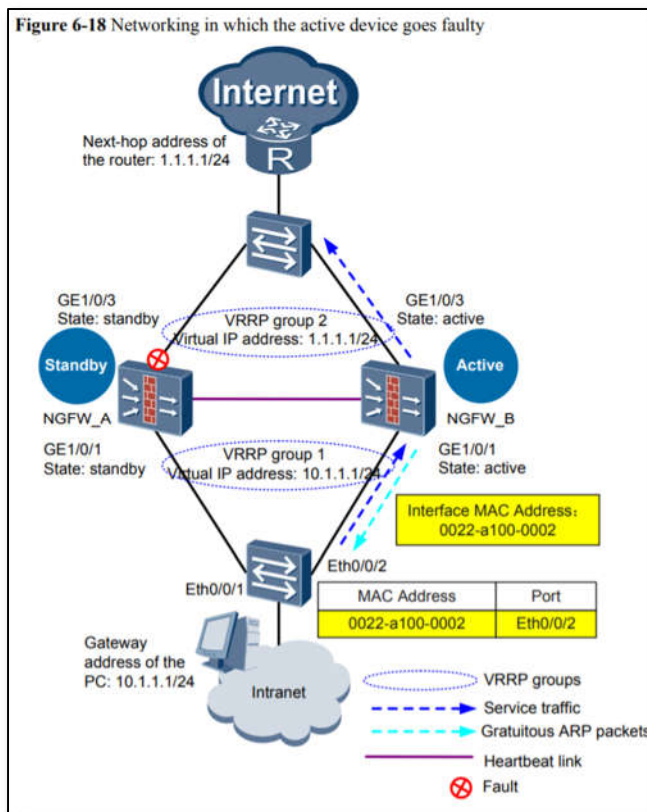 Figure 6-18 Networking in which the active device goes faulty
Internet
Next-hop address of
the router: 1.1.1.1/24
R
GE1/0/3
State: standby
GE1/0/3
State: active
VRRP group 2
Virtual IP address: 1.1.1.1/24
Standby
Active
NGFW_A
NGFW_B
GE1/0/1
State: standby
GE1/0/1
State: active
VRRP group 1
Virtual IP address: 10.1.1.1/24
Interface MAC Address:
0022-a100-0002
Eth0/0/2
Eth0/0/1
MAC Address Port
0022-a100-0002 Eth0/0/2
Gateway
address of the
PC: 10.1.1.1/24
Intranet
VRRP groups
Service traffic
Gratuitous ARP packets
Heartbeat link
Fault